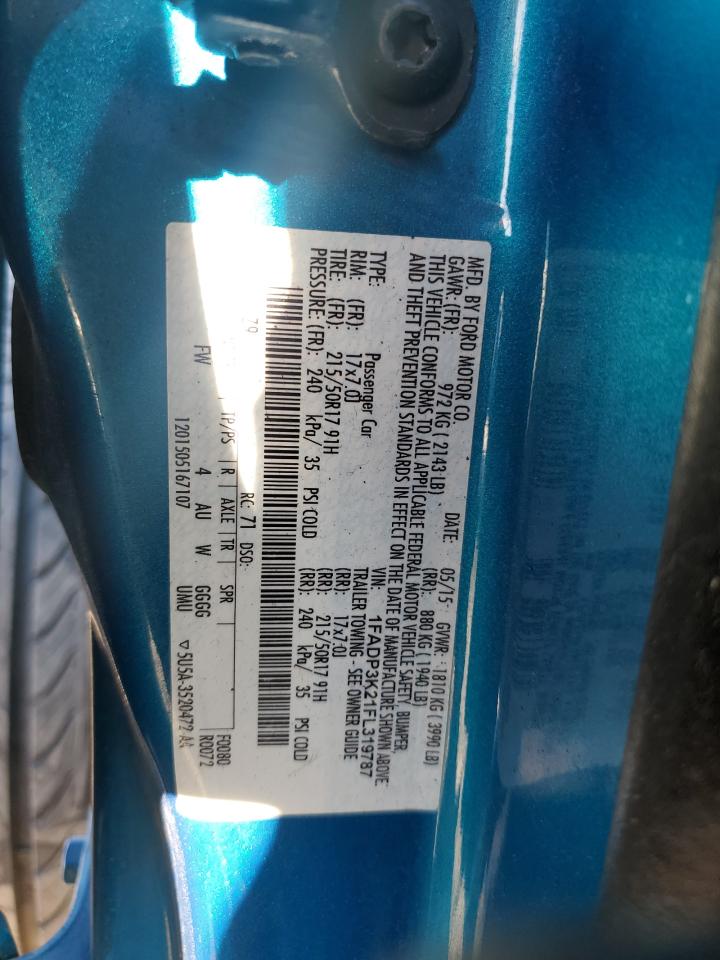 MFD. BY FORD MOTOR CO.
DATE: 05/15 GVWR: 1810 KG ( 3990 LB)
GAWR: (FR): 972 KG ( 2143 LB) (RR): 880 KG ( 1940 LB)
THIS VEHICLE CONFORMS TO ALL APPLICABLE FEDERAL MOTOR VEHICLE SAFETY, BUMPER,
AND THEFT PREVENTION STANDARDS IN EFFECT ON THE DATE OF MANUFACTURE SHOWN ABOVE.
VIN: 1FADP3K21FL319787
TYPE: Passenger Car TRAILER TOWING - SEE OWNER GUIDE
RIM: (FR): 17x7.0J (RR): 17x7.0J
TIRE: (FR): 215/50R17 91H (RR): 215/50R17 91H
PRESSURE: (FR): 240 kPa/ 35 PSI COLD (RR): 240 kPa/ 35 PSI COLD
RC: 71 DSO: F0080
TP/PS R AXLE TR SPR R0072
FW 4 AU W GGGG
1201505167107 UMU ▽5U5A-3520472-AA